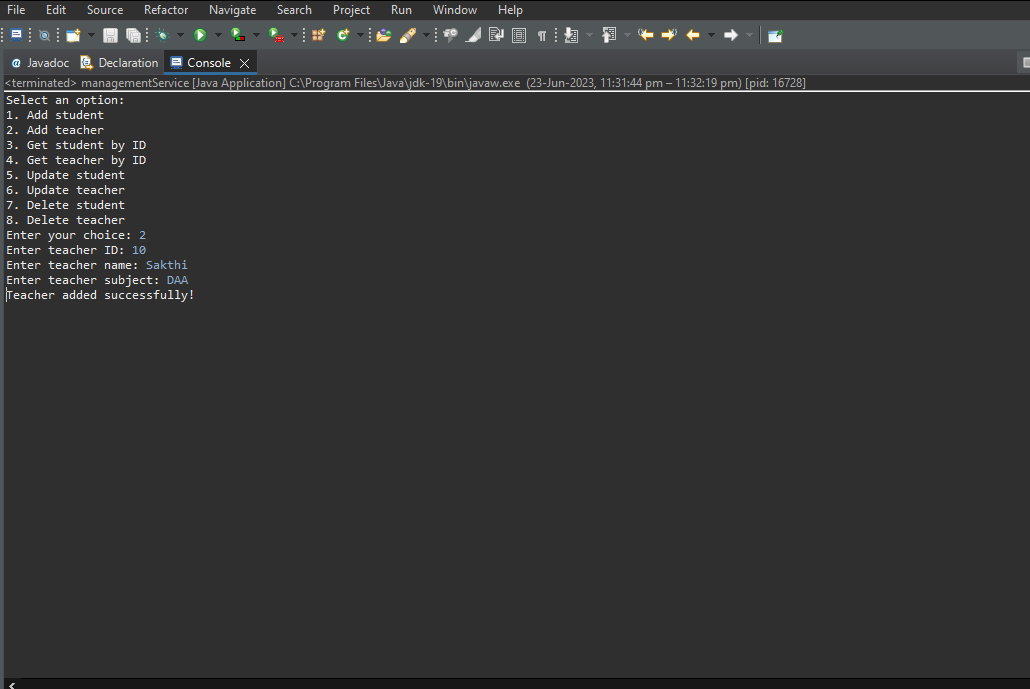 File Edit Source Refactor Navigate Search Project Run Window Help
@ Javadoc Declaration Console
<terminated> managementService [Java Application] C:\Program Files\Java\jdk-19\bin\javaw.exe (23-Jun-2023, 11:31:44 pm – 11:32:19 pm) [pid: 16728]
Select an option:
1. Add student
2. Add teacher
3. Get student by ID
4. Get teacher by ID
5. Update student
6. Update teacher
7. Delete student
8. Delete teacher
Enter your choice: 2
Enter teacher ID: 10
Enter teacher name: Sakthi
Enter teacher subject: DAA
Teacher added successfully!